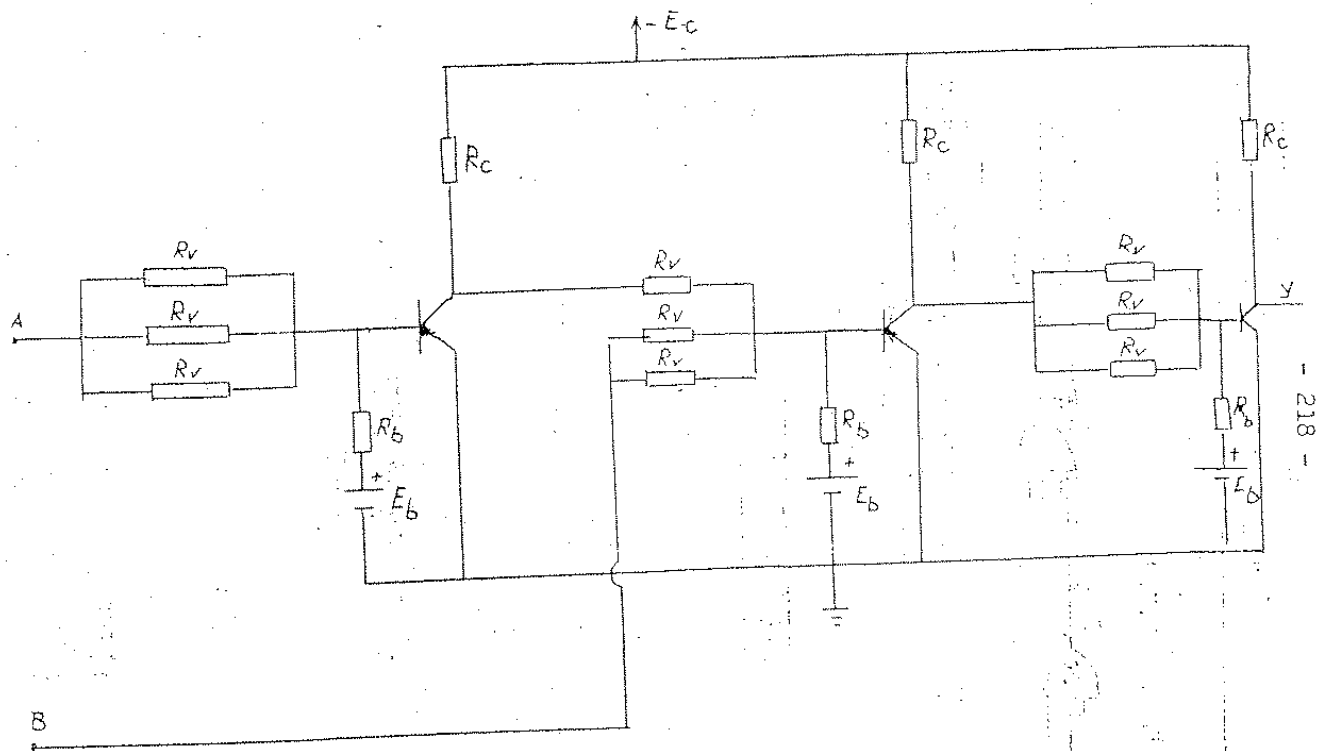 - Ec
Rc
Rc
Rc
Rv
Rv
Rv
A
Rv
Rv
Rv
Rv
Rv
Rv
y
Rb
+
Eb
Rb
+
Eb
Rb
+
Eb
- 218 -
B